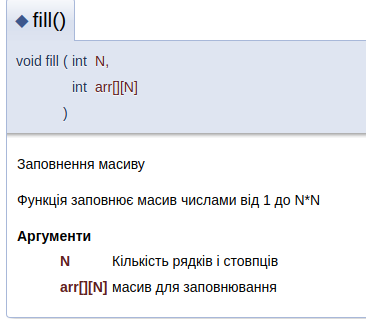 ◆ fill()
void fill ( int N,
int arr[][N]
)
Заповнення масиву
Функція заповнює масив числами від 1 до N*N
Аргументи
N Кількість рядків і стовпців
arr[][N] масив для заповнювання